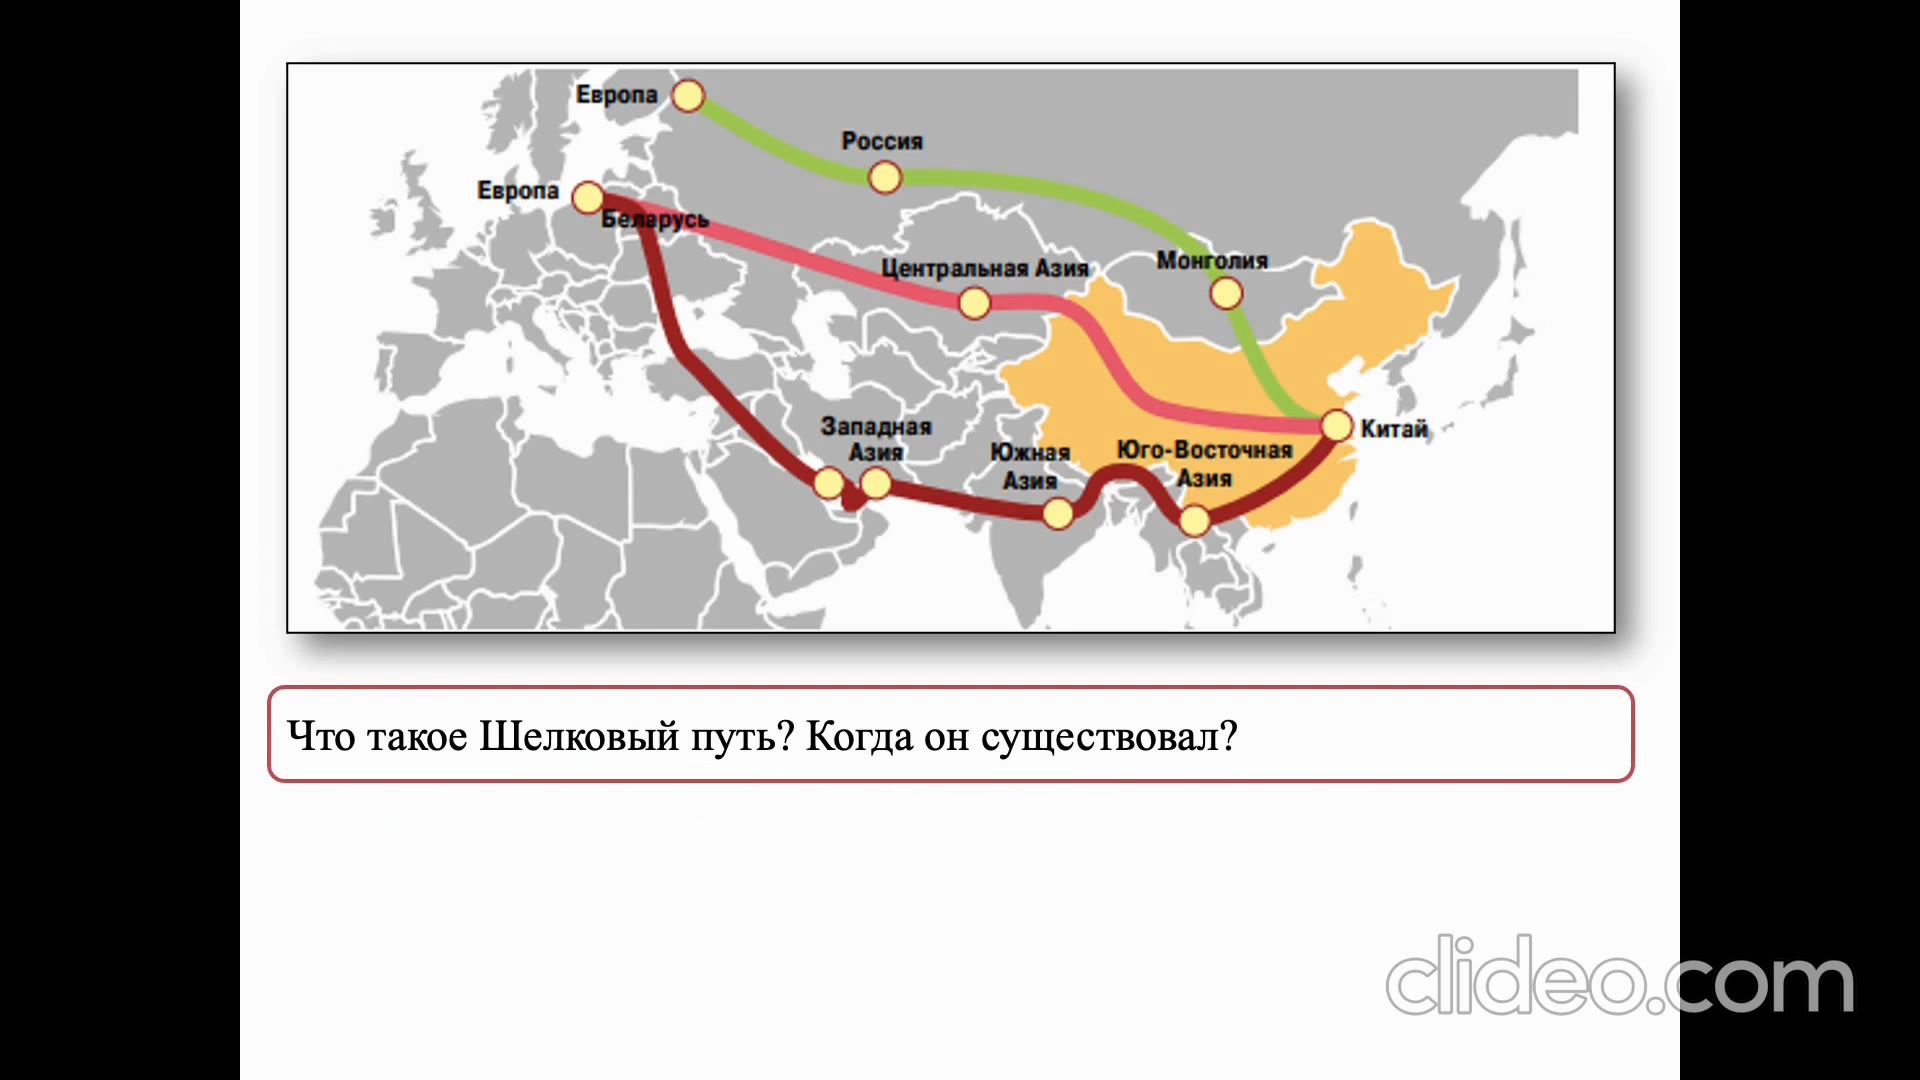 Европа
Россия
Европа
Беларусь
Центральная Азия
Монголия
Западная
Азия
Южная
Азия
Юго-Восточная
Азия
Китай
Что такое Шелковый путь? Когда он существовал?
clideo.com